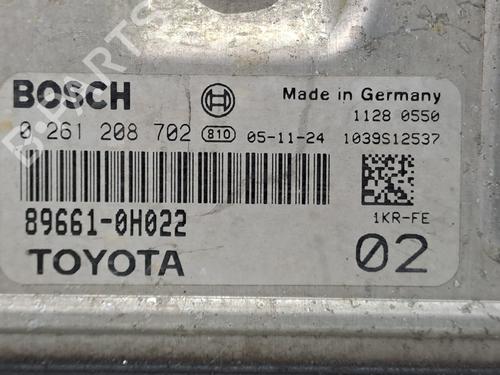 B-PARTS
BOSCH Made in Germany
1128 0550
0 261 208 702 810 05-11-24 1039S12537
89661-0H022 1KR-FE
TOYOTA 02